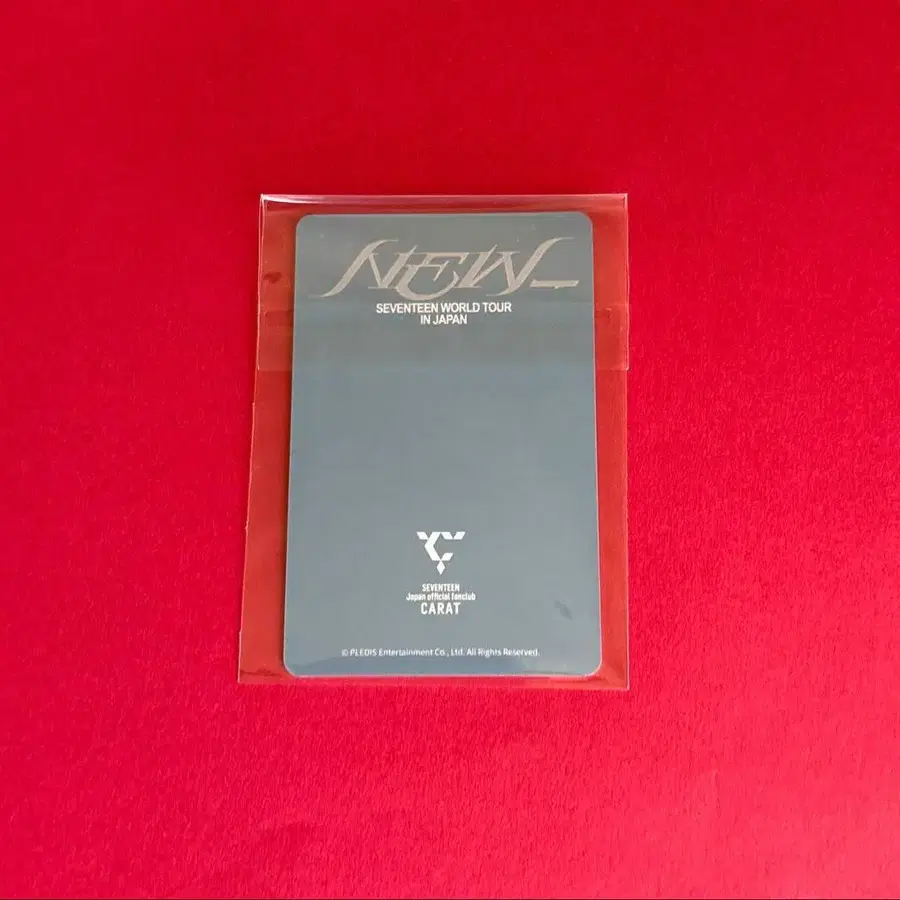 NEW_
SEVENTEEN WORLD TOUR
IN JAPAN
SEVENTEEN
Japan official fanclub
CARAT
© PLEDIS Entertainment Co., Ltd. All Rights Reserved.